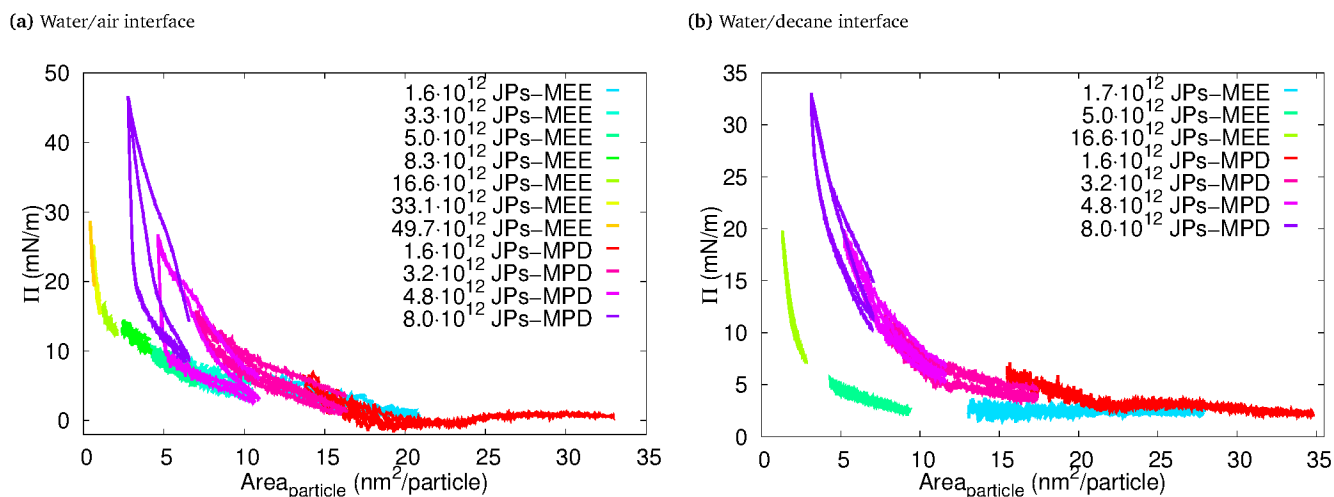 (a) Water/air interface
Π (mN/m)
50
40
30
20
10
0
0 5 10 15 20 25 30 35
Area_particle (nm²/particle)
1.6·10¹² JPs–MEE
3.3·10¹² JPs–MEE
5.0·10¹² JPs–MEE
8.3·10¹² JPs–MEE
16.6·10¹² JPs–MEE
33.1·10¹² JPs–MEE
49.7·10¹² JPs–MEE
1.6·10¹² JPs–MPD
3.2·10¹² JPs–MPD
4.8·10¹² JPs–MPD
8.0·10¹² JPs–MPD
(b) Water/decane interface
Π (mN/m)
35
30
25
20
15
10
5
0
0 5 10 15 20 25 30 35
Area_particle (nm²/particle)
1.7·10¹² JPs–MEE
5.0·10¹² JPs–MEE
16.6·10¹² JPs–MEE
1.6·10¹² JPs–MPD
3.2·10¹² JPs–MPD
4.8·10¹² JPs–MPD
8.0·10¹² JPs–MPD